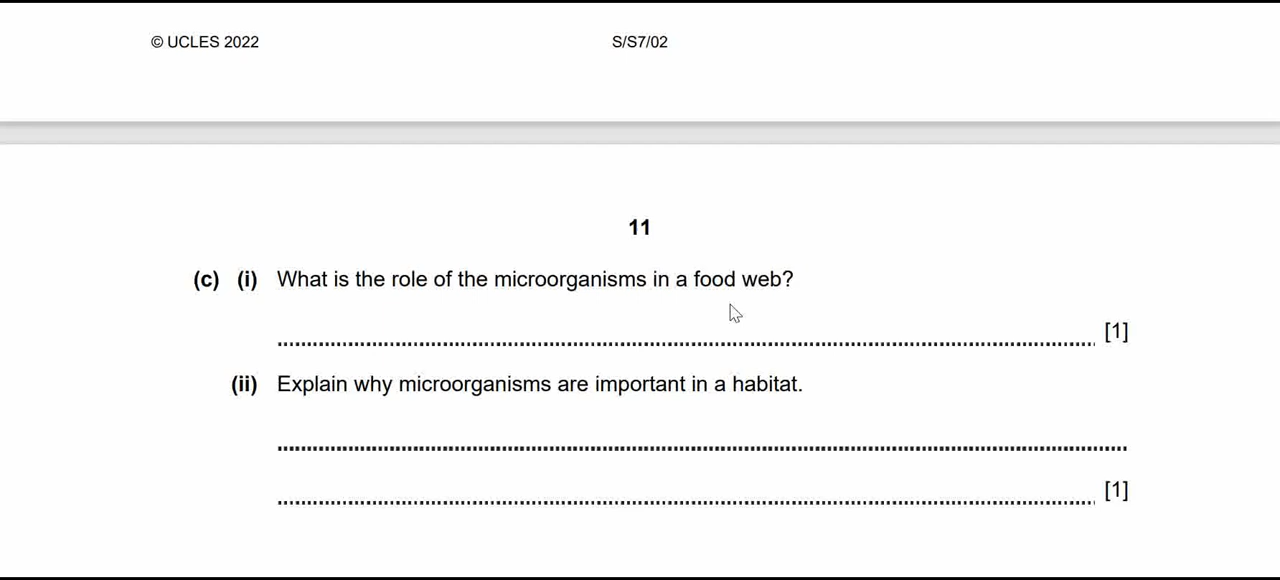 © UCLES 2022 S/S7/02
11
(c) (i) What is the role of the microorganisms in a food web?
[1]
(ii) Explain why microorganisms are important in a habitat.
[1]